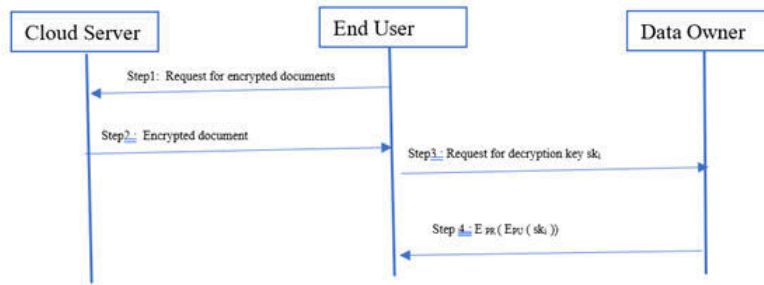 Cloud Server
End User
Data Owner
Step1: Request for encrypted documents
Step2.: Encrypted document
Step3.: Request for decryption key skᵢ
Step 4.: E PR ( EPU ( skᵢ ))